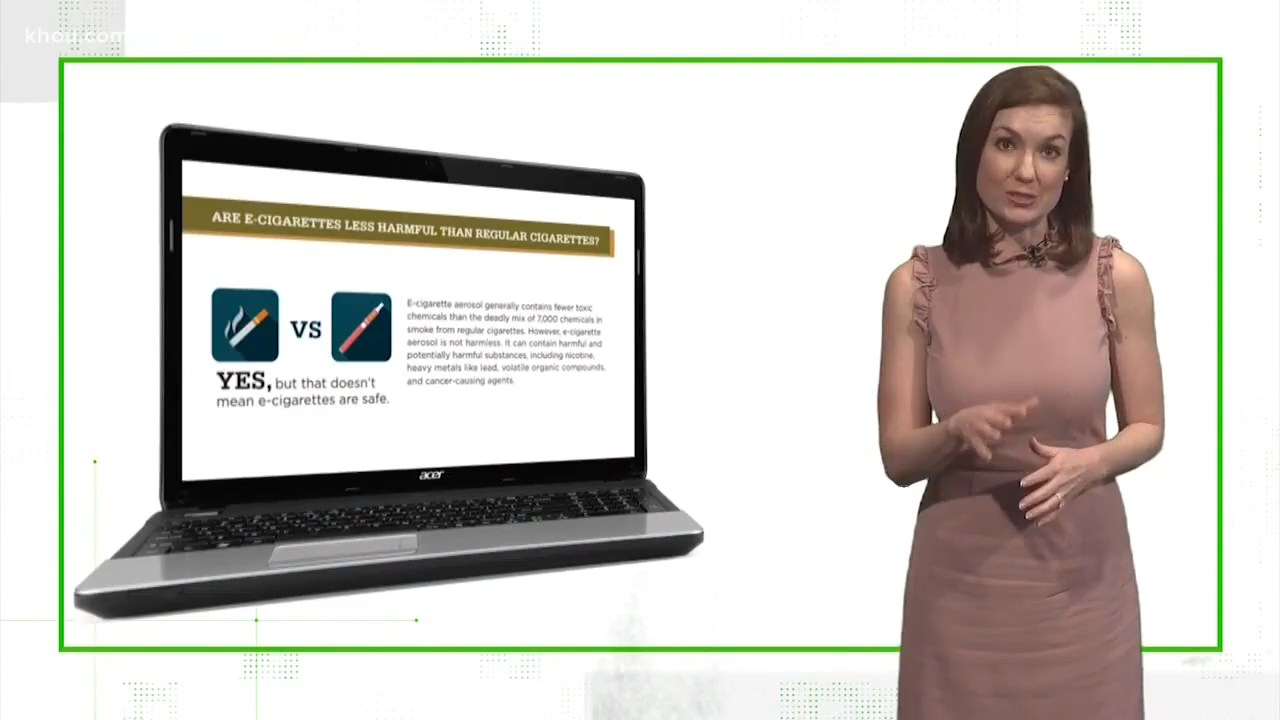 khou.com
ARE E-CIGARETTES LESS HARMFUL THAN REGULAR CIGARETTES?
VS
YES, but that doesn't
mean e-cigarettes are safe.
E-cigarette aerosol generally contains fewer toxic
chemicals than the deadly mix of 7,000 chemicals in
smoke from regular cigarettes. However, e-cigarette
aerosol is not harmless. It can contain harmful and
potentially harmful substances, including nicotine,
heavy metals like lead, volatile organic compounds,
and cancer-causing agents.
acer